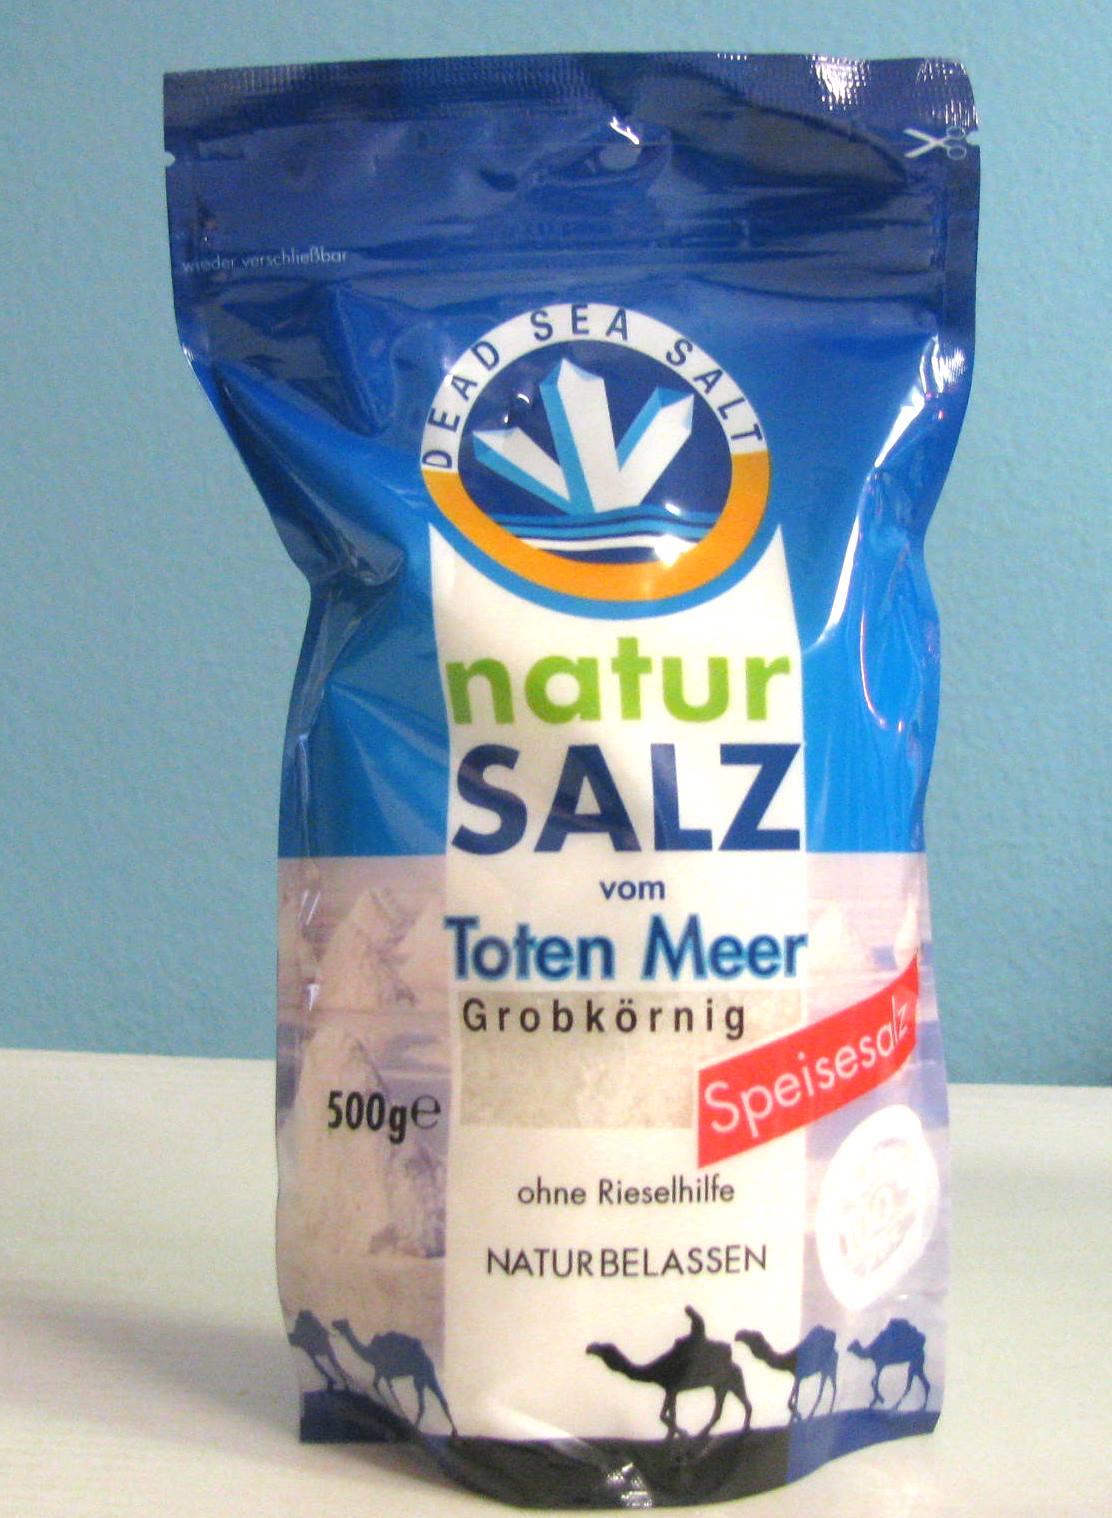 wieder verschließbar
DEAD SEA SALT
natur
SALZ
vom
Toten Meer
Grobkörnig
Speisesalz
500g℮
ohne Rieselhilfe
NATURBELASSEN